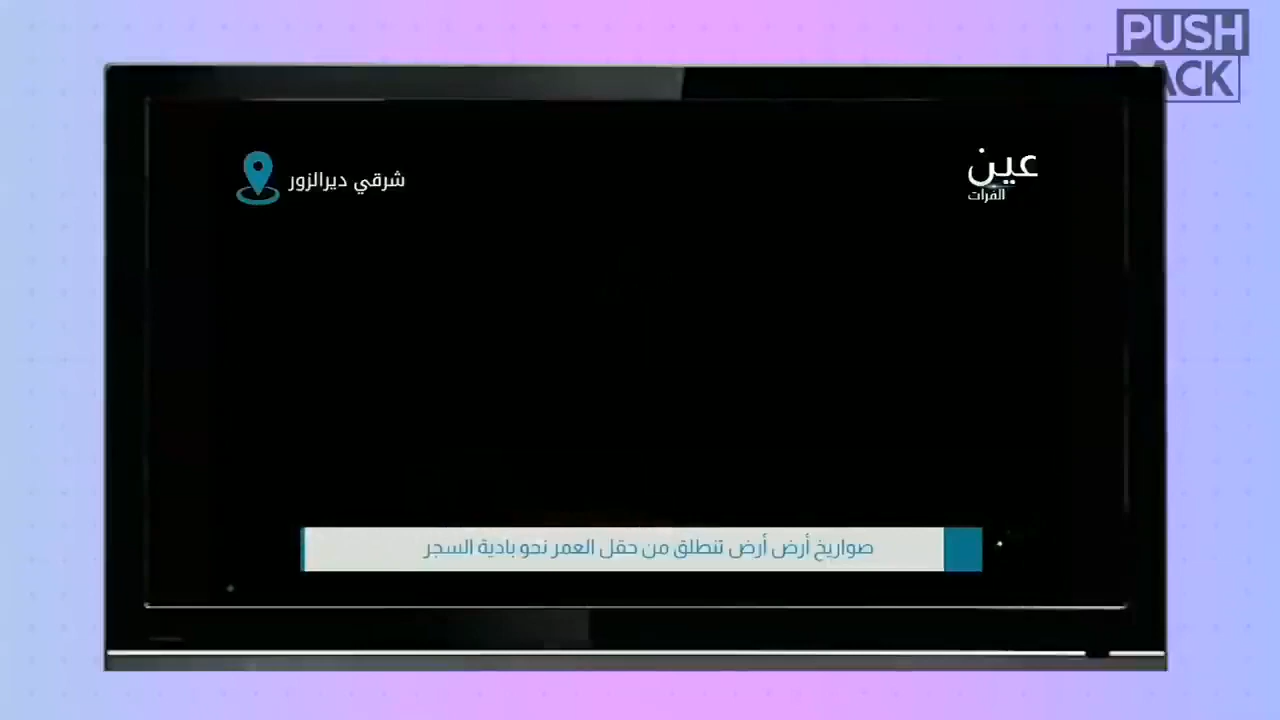 PUSH
BACK
عين
الفرات
شرقي ديرالزور
صواريخ أرض أرض تنطلق من حقل العمر نحو بادية السجر